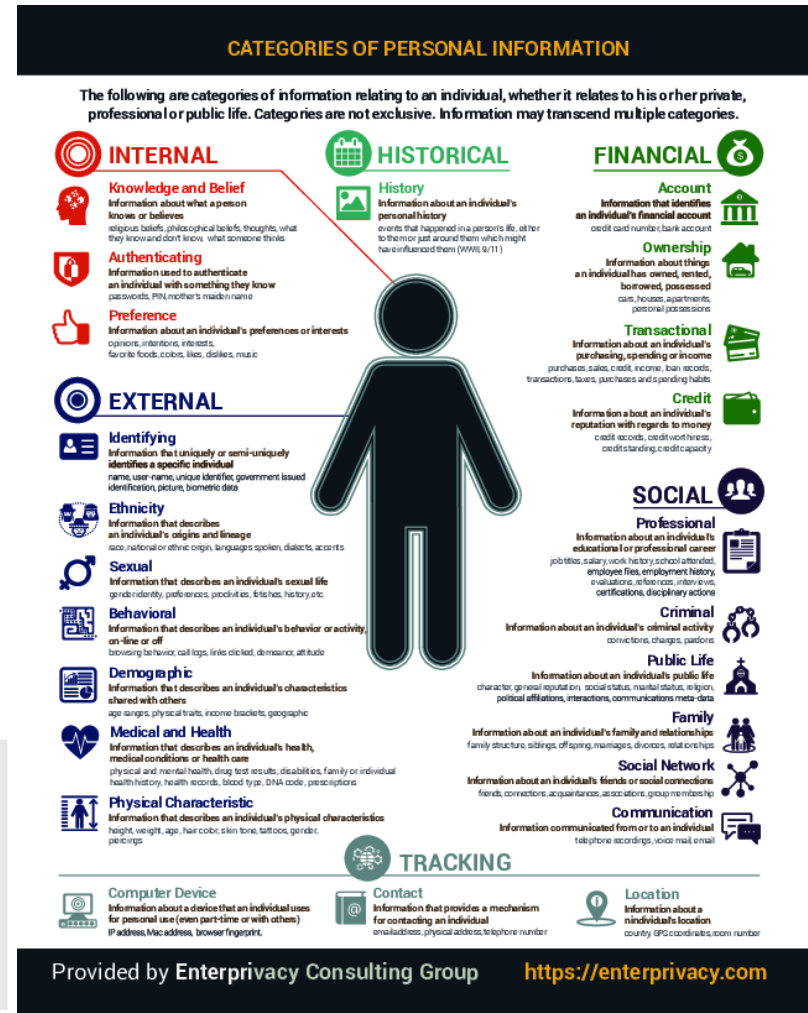 CATEGORIES OF PERSONAL INFORMATION
The following are categories of information relating to an individual, whether it relates to his or her private,
professional or public life. Categories are not exclusive. Information may transcend multiple categories.
INTERNAL
Knowledge and Belief
Information about what a person
knows or believes
religious beliefs, philosophical beliefs, thoughts, what
they know and don't know, what someone thinks
Authenticating
Information used to authenticate
an individual with something they know
passwords, PIN, mother's maiden name
Preference
Information about an individual's preferences or interests
opinions, intentions, interests,
favorite foods, colors, likes, dislikes, music
HISTORICAL
History
Information about an individual's
personal history
events that happened in a person's life, either
to them or just around them which might
have influenced them (WWII, 9/11)
FINANCIAL
Account
Information that identifies
an individual's financial account
credit card number, bank account
Ownership
Information about things
an individual has owned, rented,
borrowed, possessed
cars, houses, apartments,
personal possessions
Transactional
Information about an individual's
purchasing, spending or income
purchases, sales, credit, income, loan records,
transactions, taxes, purchases and spending habits
Credit
Information about an individual's
reputation with regards to money
credit records, credit worthiness,
credit standing, credit capacity
EXTERNAL
Identifying
Information that uniquely or semi-uniquely
identifies a specific individual
name, user-name, unique identifier, government issued
identification, picture, biometric data
Ethnicity
Information that describes
an individual's origins and lineage
race, national or ethnic origin, languages spoken, dialects, accents
Sexual
Information that describes an individual's sexual life
gender identity, preferences, proclivities, fetishes, history, etc.
Behavioral
Information that describes an individual's behavior or activity,
on-line or off
browsing behavior, call logs, links clicked, demeanor, attitude
Demographic
Information that describes an individual's characteristics
shared with others
age ranges, physical traits, income brackets, geographic
Medical and Health
Information that describes an individual's health,
medical conditions or health care
physical and mental health, drug test results, disabilities, family or individual
health history, health records, blood type, DNA code, prescriptions
Physical Characteristic
Information that describes an individual's physical characteristics
height, weight, age, hair color, skin tone, tattoos, gender,
piercings
SOCIAL
Professional
Information about an individual's
educational or professional career
job titles, salary, work history, school attended,
employee files, employment history,
evaluations, references, interviews,
certifications, disciplinary actions
Criminal
Information about an individual's criminal activity
convictions, charges, pardons
Public Life
Information about an individual's public life
character, general reputation, social status, marital status, religion,
political affiliations, interactions, communications meta-data
Family
Information about an individual's family and relationships
family structure, siblings, offspring, marriages, divorces, relationships
Social Network
Information about an individual's friends or social connections
friends, connections, acquaintances, associations, group membership
Communication
Information communicated from or to an individual
telephone recordings, voice mail, email
TRACKING
Computer Device
Information about a device that an individual uses
for personal use (even part-time or with others)
IP address, Mac address, browser fingerprint.
Contact
Information that provides a mechanism
for contacting an individual
email address, physical address, telephone number
Location
Information about a
nindividual's location
country, GPS coordinates, room number
Provided by Enterprivacy Consulting Group
https://enterprivacy.com